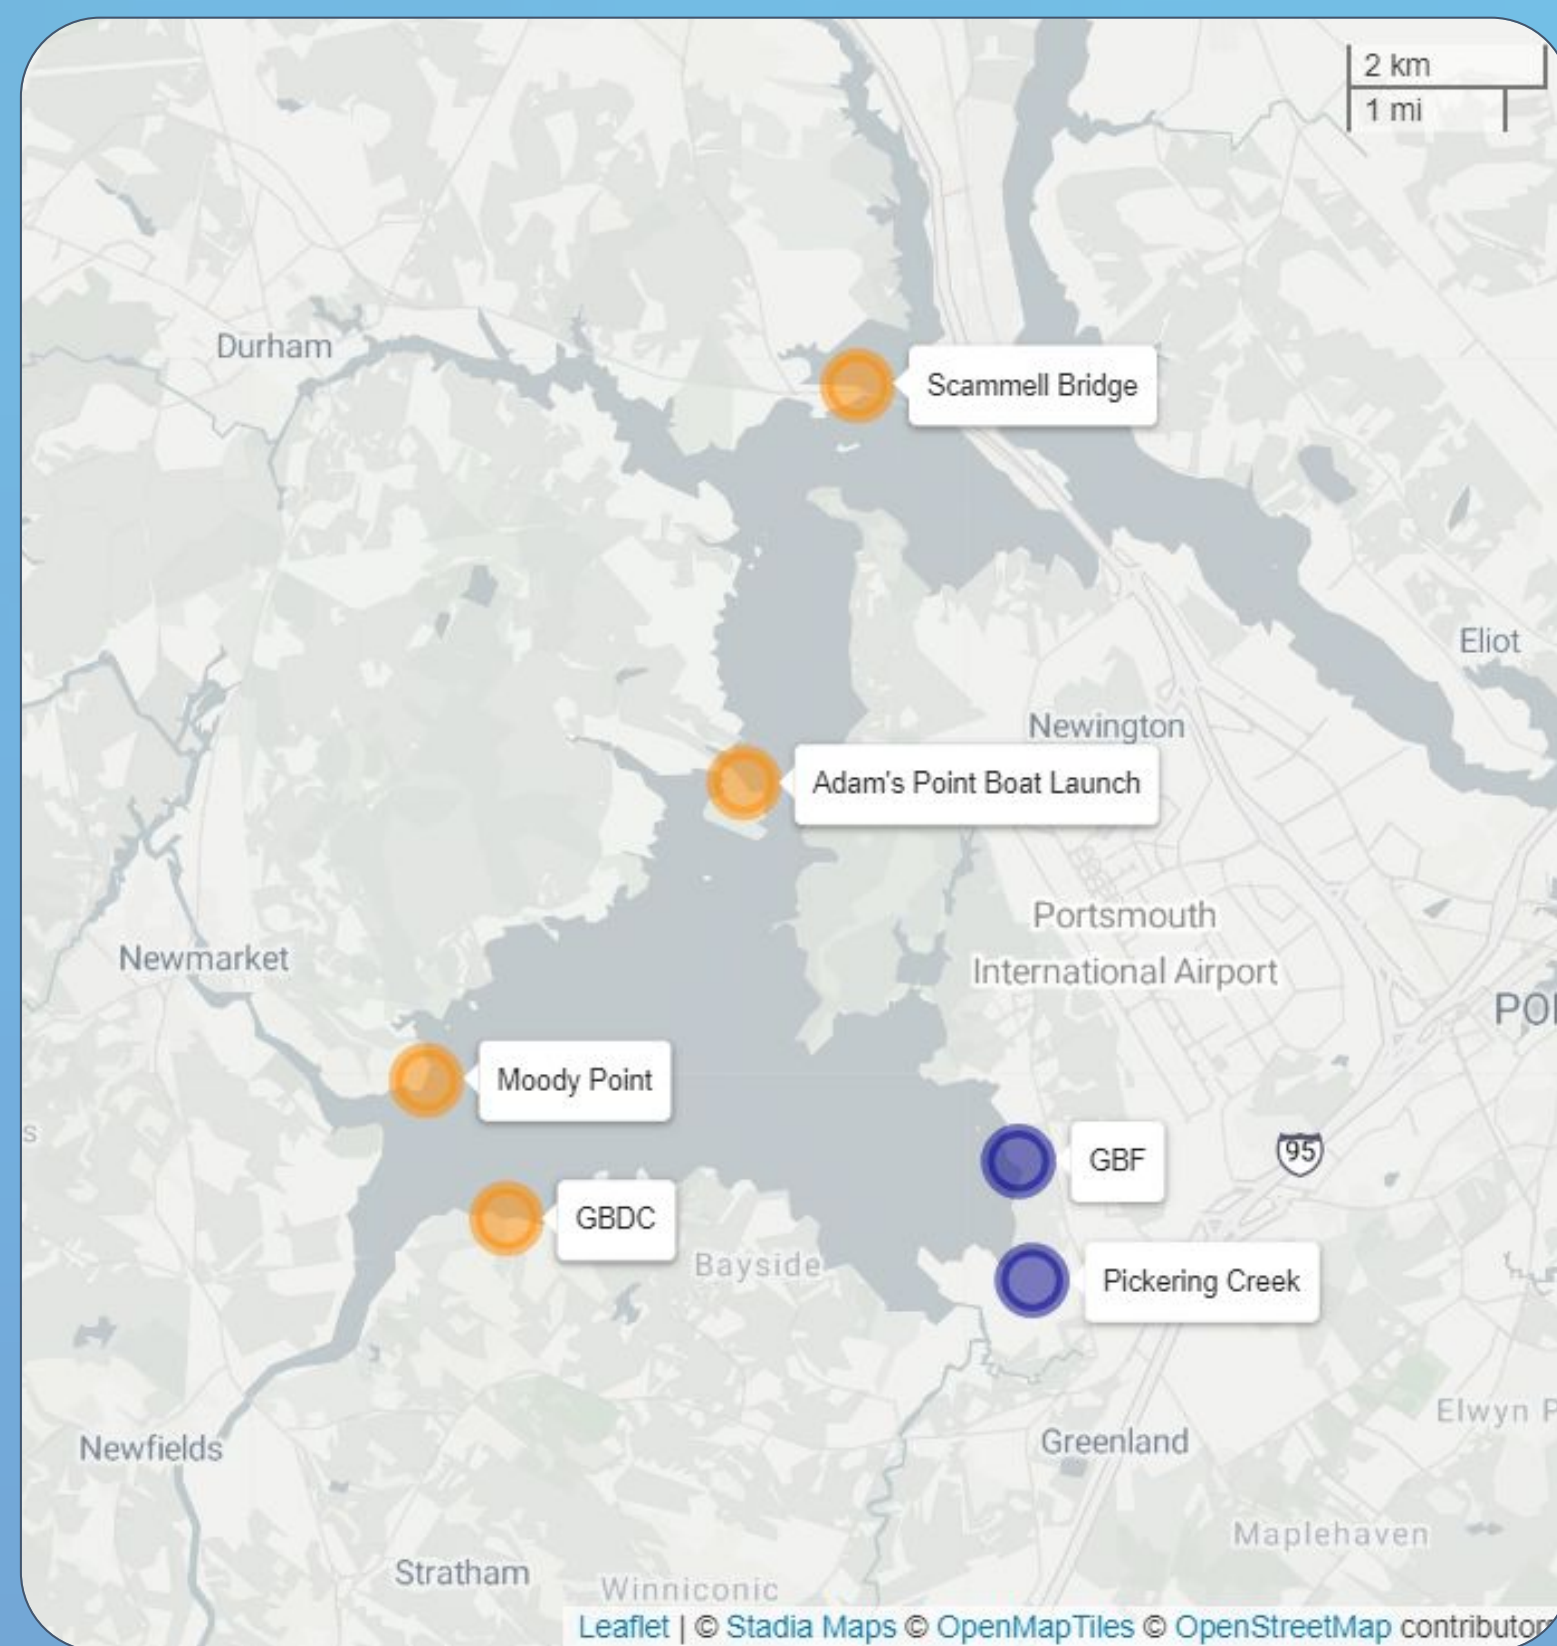 2 km
1 mi
Durham
Scammell Bridge
Eliot
Newington
Adam's Point Boat Launch
Portsmouth
International Airport
Newmarket
Moody Point
GBF
95
GBDC
Bayside
Pickering Creek
Newfields
Greenland
Maplehaven
Stratham
Winniconic
Leaflet | © Stadia Maps © OpenMapTiles © OpenStreetMap contributors